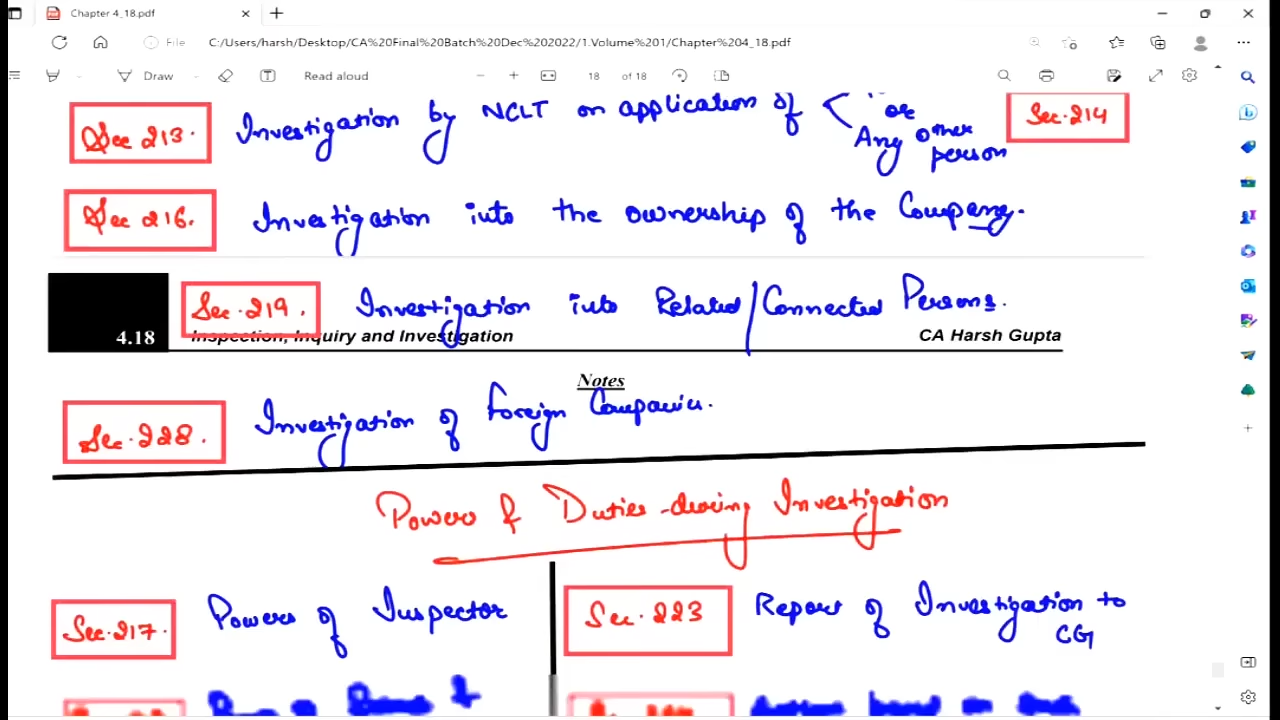 Chapter 4_18.pdf
File C:/Users/harsh/Desktop/CA%20Final%20Batch%20Dec%202022/1.Volume%201/Chapter%204_18.pdf
Draw Read aloud 18 of 18
Sec 213. Investigation by NCLT on application of or Any other person Sec. 214
Sec 216. Investigation into the ownership of the Company.
Sec. 219. Investigation into Related/Connected Persons.
4.18 Inspection, Inquiry and Investigation CA Harsh Gupta
Notes
Sec. 228. Investigation of Foreign Companies.
Powers & Duties during Investigation
Sec. 217. Powers of Inspector
Sec. 223 Report of Investigation to CG